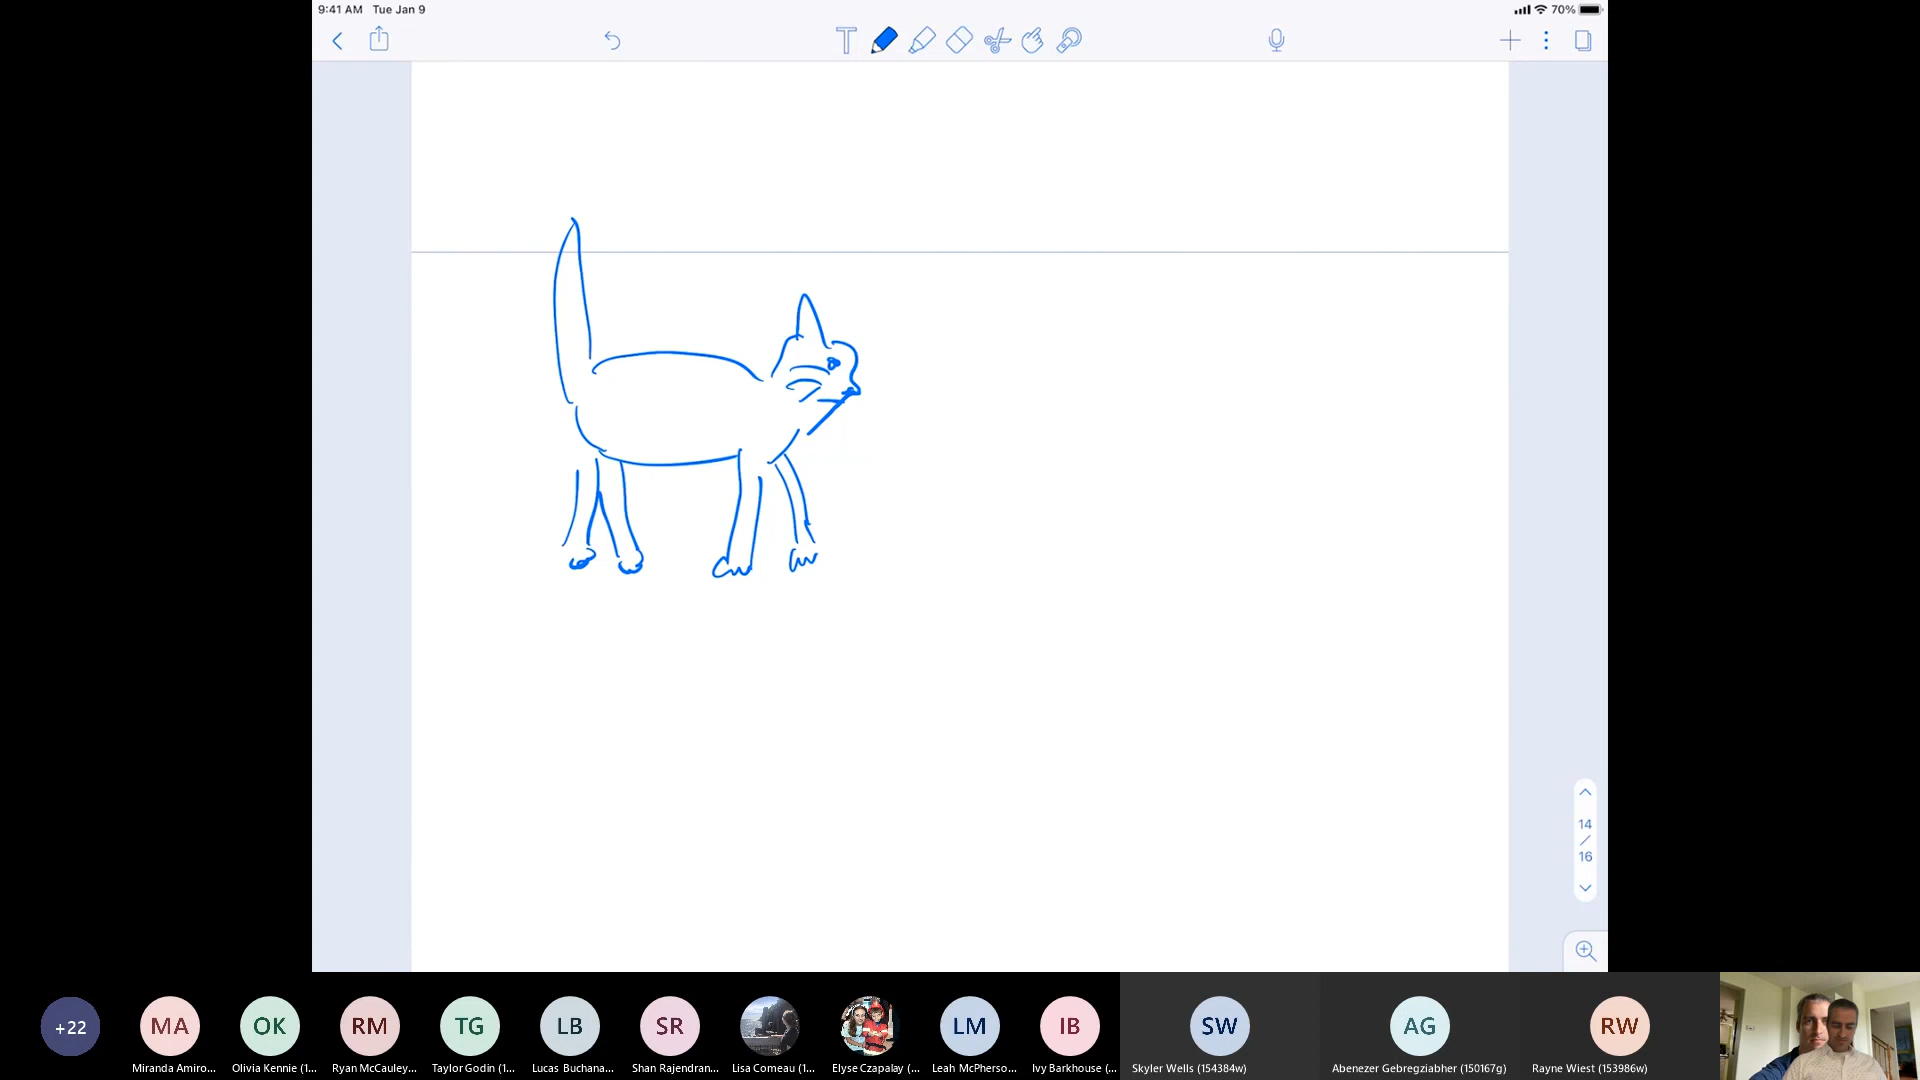 9:41 AM Tue Jan 9
70%
T
14
/
16
+22
MA
OK
RM
TG
LB
SR
LM
IB
SW
AG
RW
Miranda Amiro...
Olivia Kennie (1...
Ryan McCauley...
Taylor Godin (1...
Lucas Buchana...
Shan Rajendran...
Lisa Comeau (1...
Elyse Czapalay (...
Leah McPherso...
Ivy Barkhouse (...
Skyler Wells (154384w)
Abenezer Gebregziabher (150167g)
Rayne Wiest (153986w)